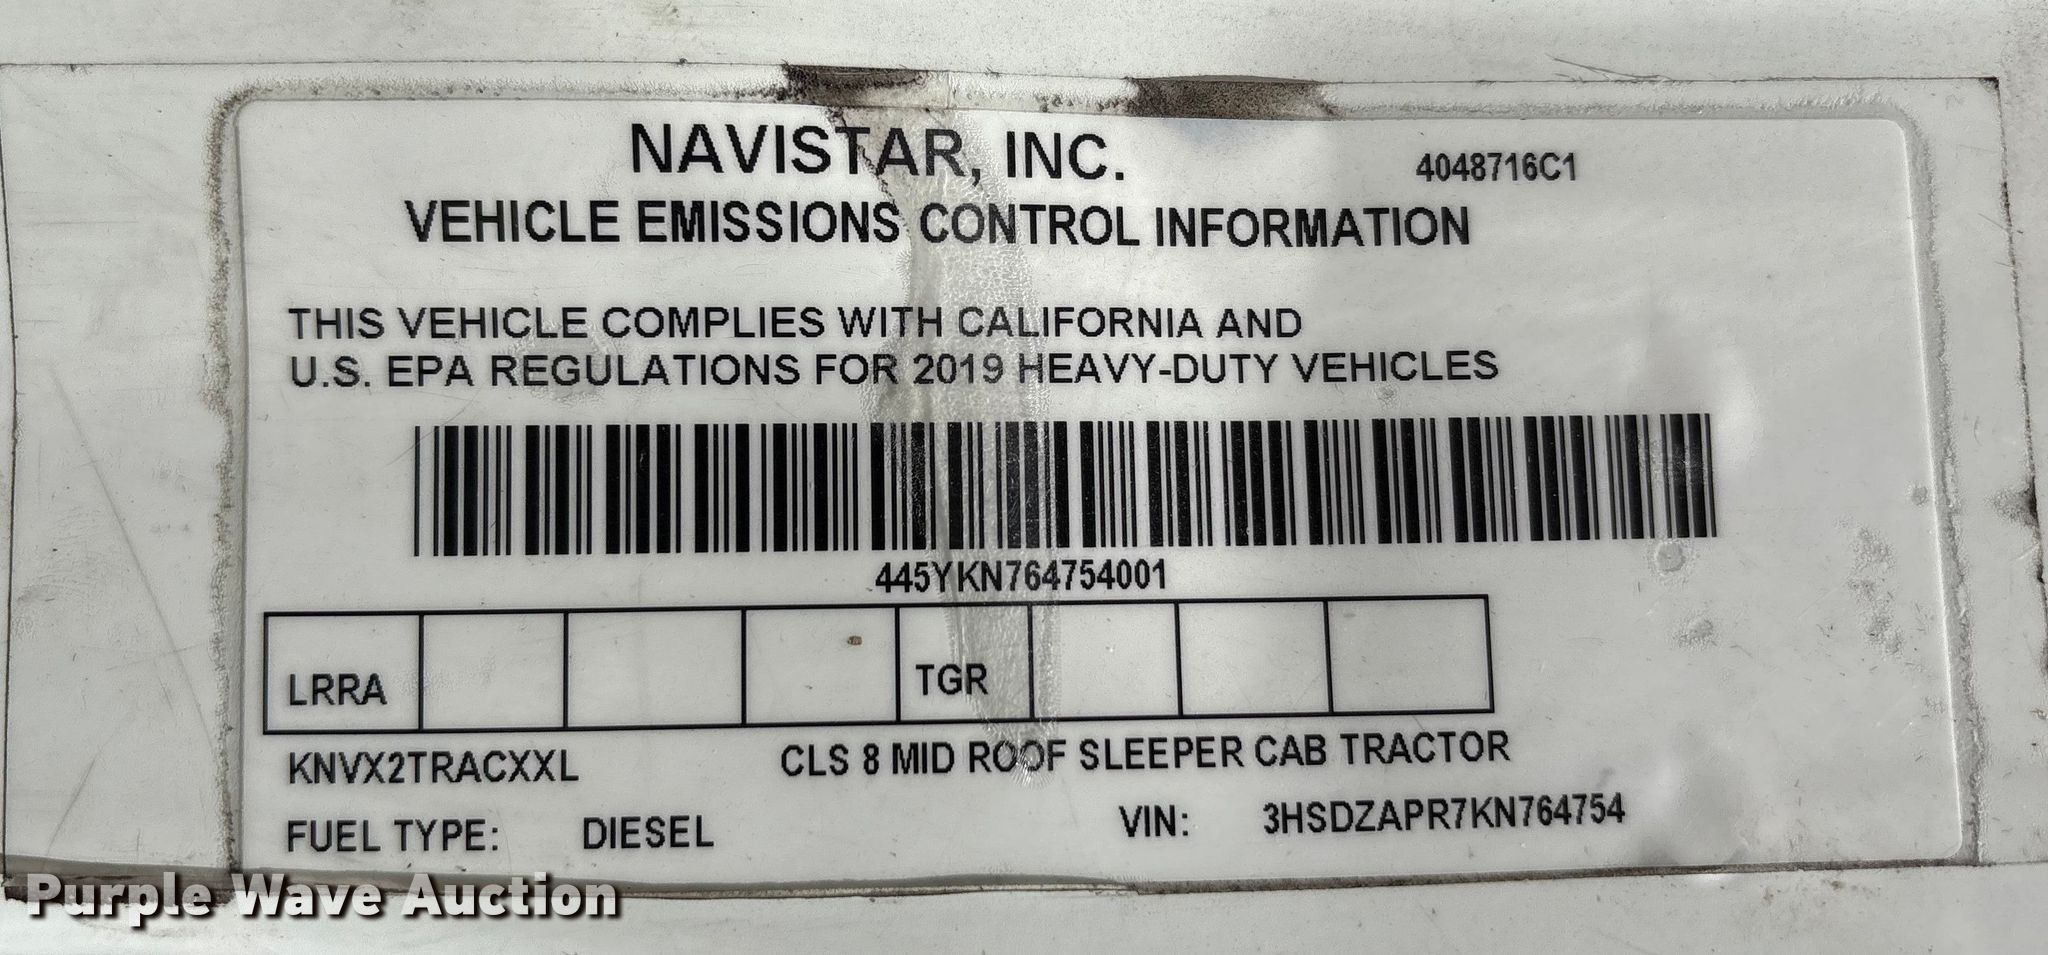 NAVISTAR, INC.
4048716C1
VEHICLE EMISSIONS CONTROL INFORMATION
THIS VEHICLE COMPLIES WITH CALIFORNIA AND
U.S. EPA REGULATIONS FOR 2019 HEAVY-DUTY VEHICLES
445YKN764754001
LRRA TGR
KNVX2TRACXXL CLS 8 MID ROOF SLEEPER CAB TRACTOR
FUEL TYPE: DIESEL VIN: 3HSDZAPR7KN764754
Purple Wave Auction